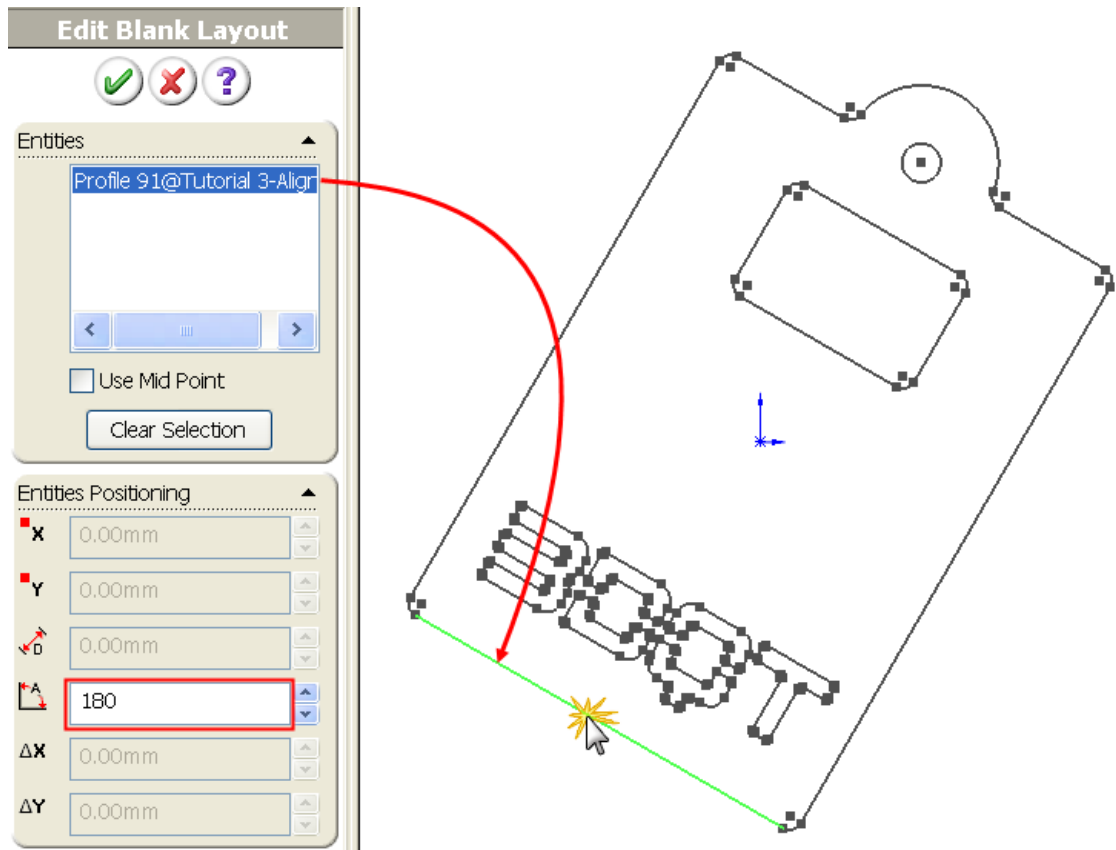 Edit Blank Layout
?
Entities
Profile 91@Tutorial 3-Align
Use Mid Point
Clear Selection
Entities Positioning
X 0.00mm
Y 0.00mm
D 0.00mm
A 180
ΔX 0.00mm
ΔY 0.00mm